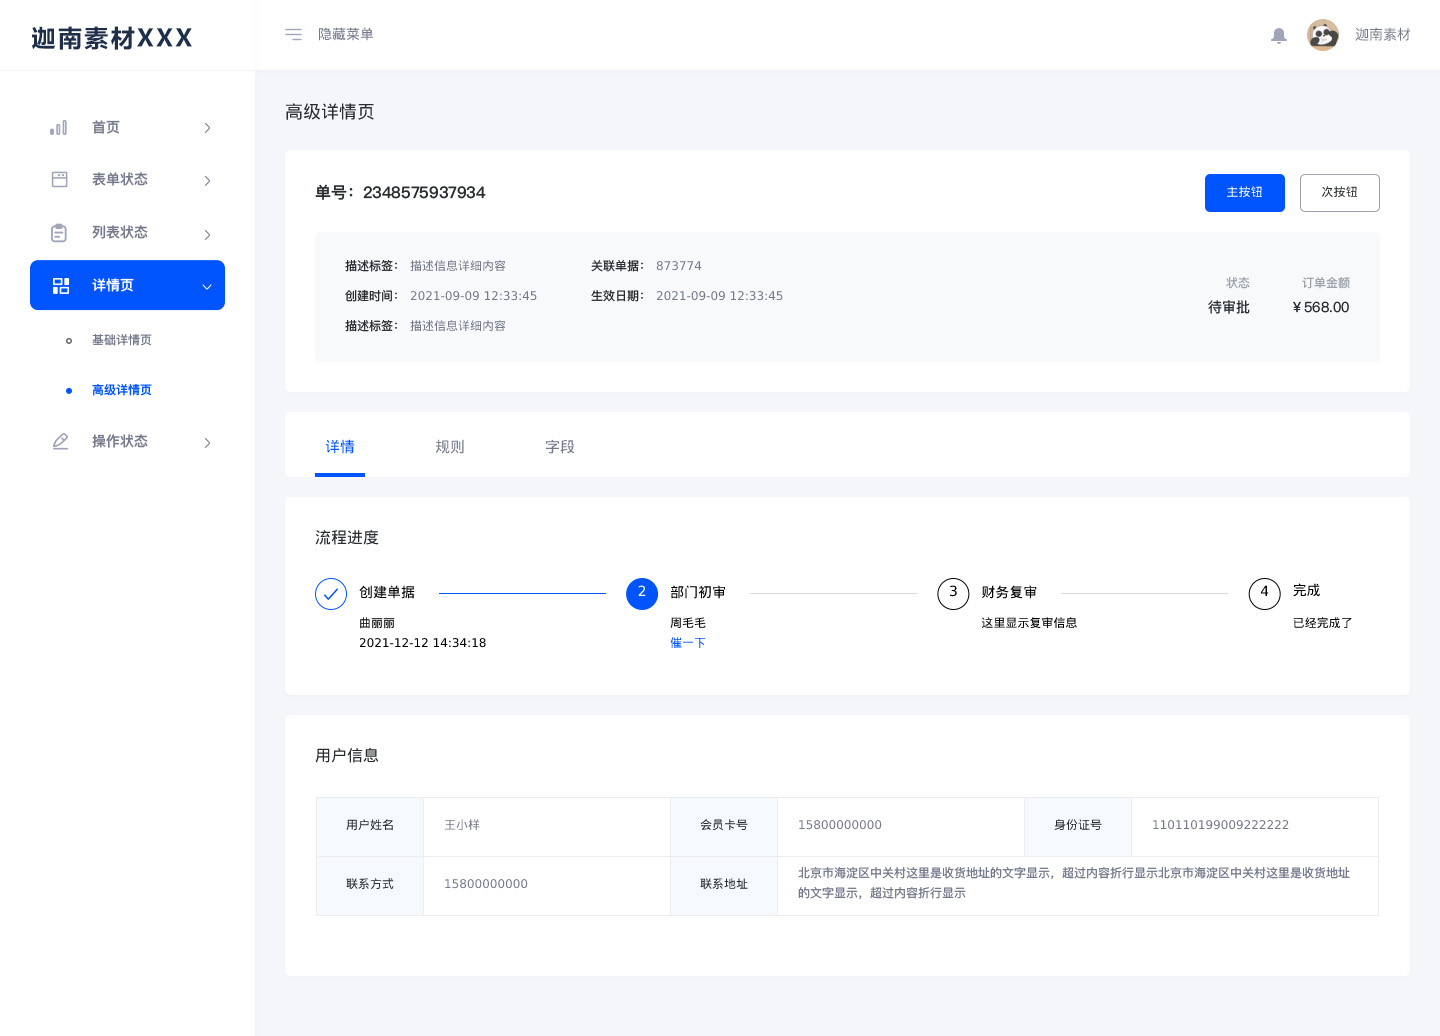 迦南素材XXX
隐藏菜单
迦南素材
首页
表单状态
列表状态
详情页
基础详情页
高级详情页
操作状态
高级详情页
单号：2348575937934
主按钮
次按钮
描述标签： 描述信息详细内容
关联单据： 873774
创建时间： 2021-09-09 12:33:45
生效日期： 2021-09-09 12:33:45
描述标签： 描述信息详细内容
状态
待审批
订单金额
¥ 568.00
详情
规则
字段
流程进度
创建单据
曲丽丽
2021-12-12 14:34:18
2 部门初审
周毛毛
催一下
3 财务复审
这里显示复审信息
4 完成
已经完成了
用户信息
用户姓名 王小样
会员卡号 15800000000
身份证号 110110199009222222
联系方式 15800000000
联系地址
北京市海淀区中关村这里是收货地址的文字显示，超过内容折行显示北京市海淀区中关村这里是收货地址
的文字显示，超过内容折行显示